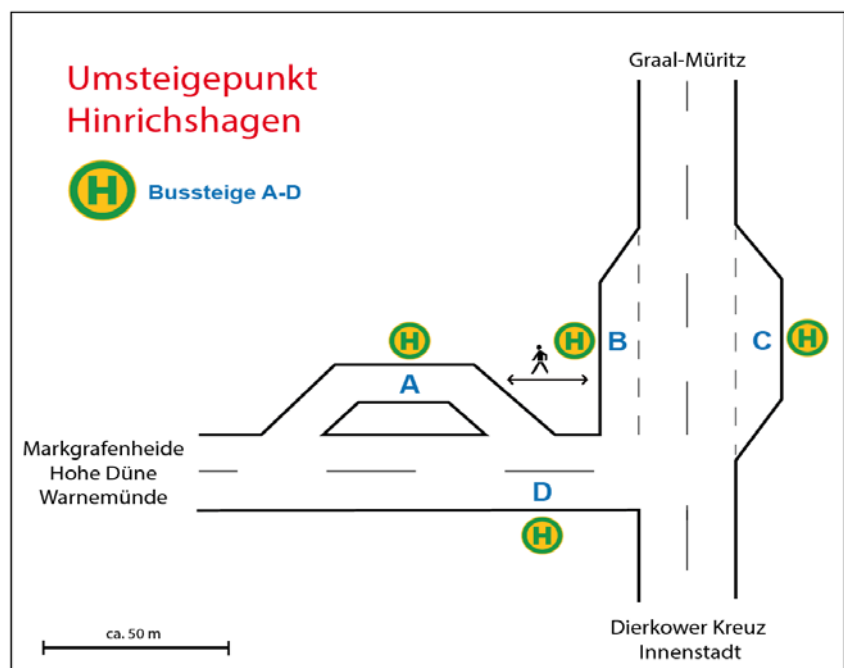 Umsteigepunkt
Hinrichshagen
H
Bussteige A-D
Graal-Müritz
H
H
B
C
H
A
Markgrafenheide
Hohe Düne
Warnemünde
D
H
ca. 50 m
Dierkower Kreuz
Innenstadt